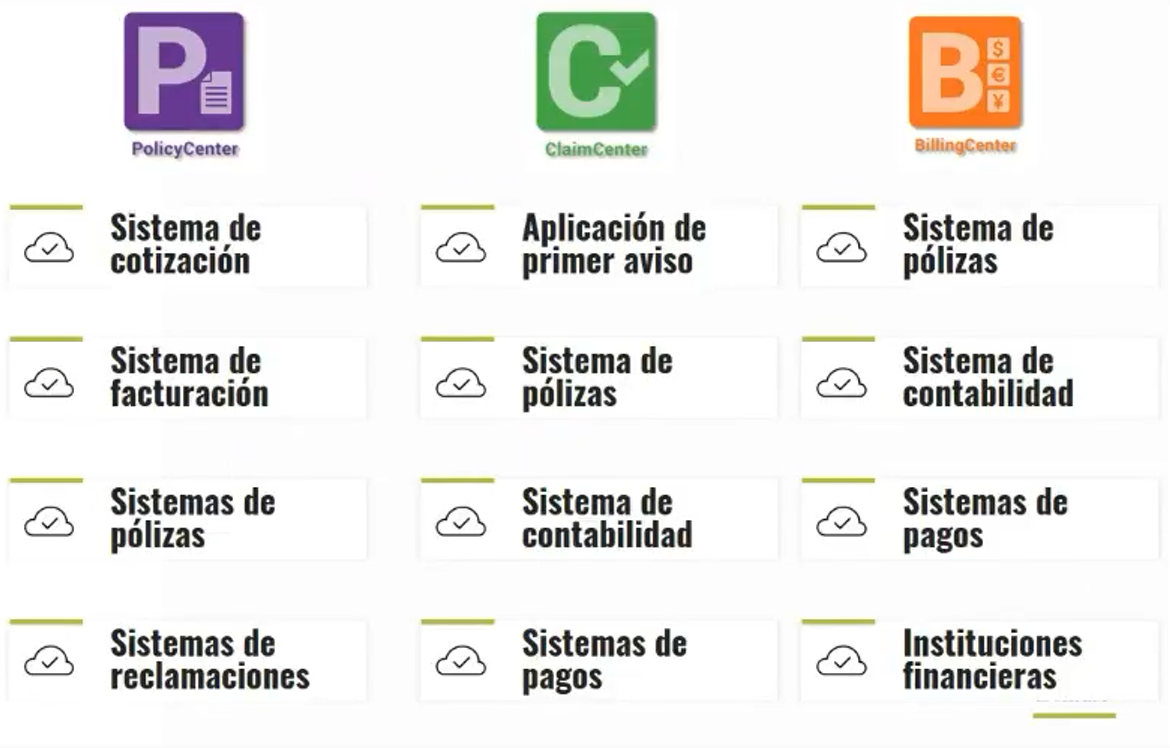 P
PolicyCenter
C
ClaimCenter
B
$
€
¥
BillingCenter
Sistema de
cotización
Sistema de
facturación
Sistemas de
pólizas
Sistemas de
reclamaciones
Aplicación de
primer aviso
Sistema de
pólizas
Sistema de
contabilidad
Sistemas de
pagos
Sistema de
pólizas
Sistema de
contabilidad
Sistemas de
pagos
Instituciones
financieras